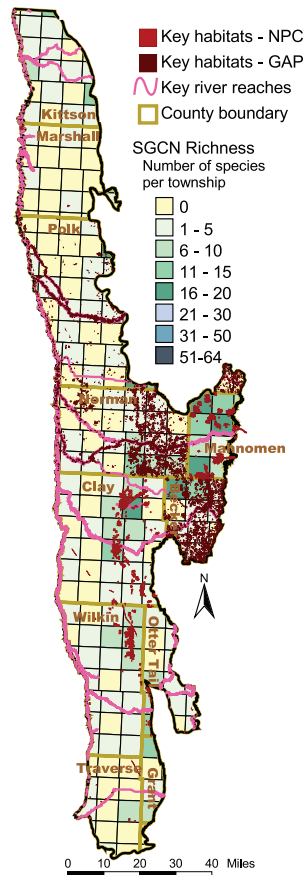 Key habitats - NPC
Key habitats - GAP
Key river reaches
County boundary
SGCN Richness
Number of species
per township
0
1 - 5
6 - 10
11 - 15
16 - 20
21 - 30
31 - 50
51-64
Kittson
Marshall
Polk
Norman
Mahnomen
Clay
Becker
N
Wilkin
Otter Tail
Traverse
Grant
0 10 20 30 40 Miles